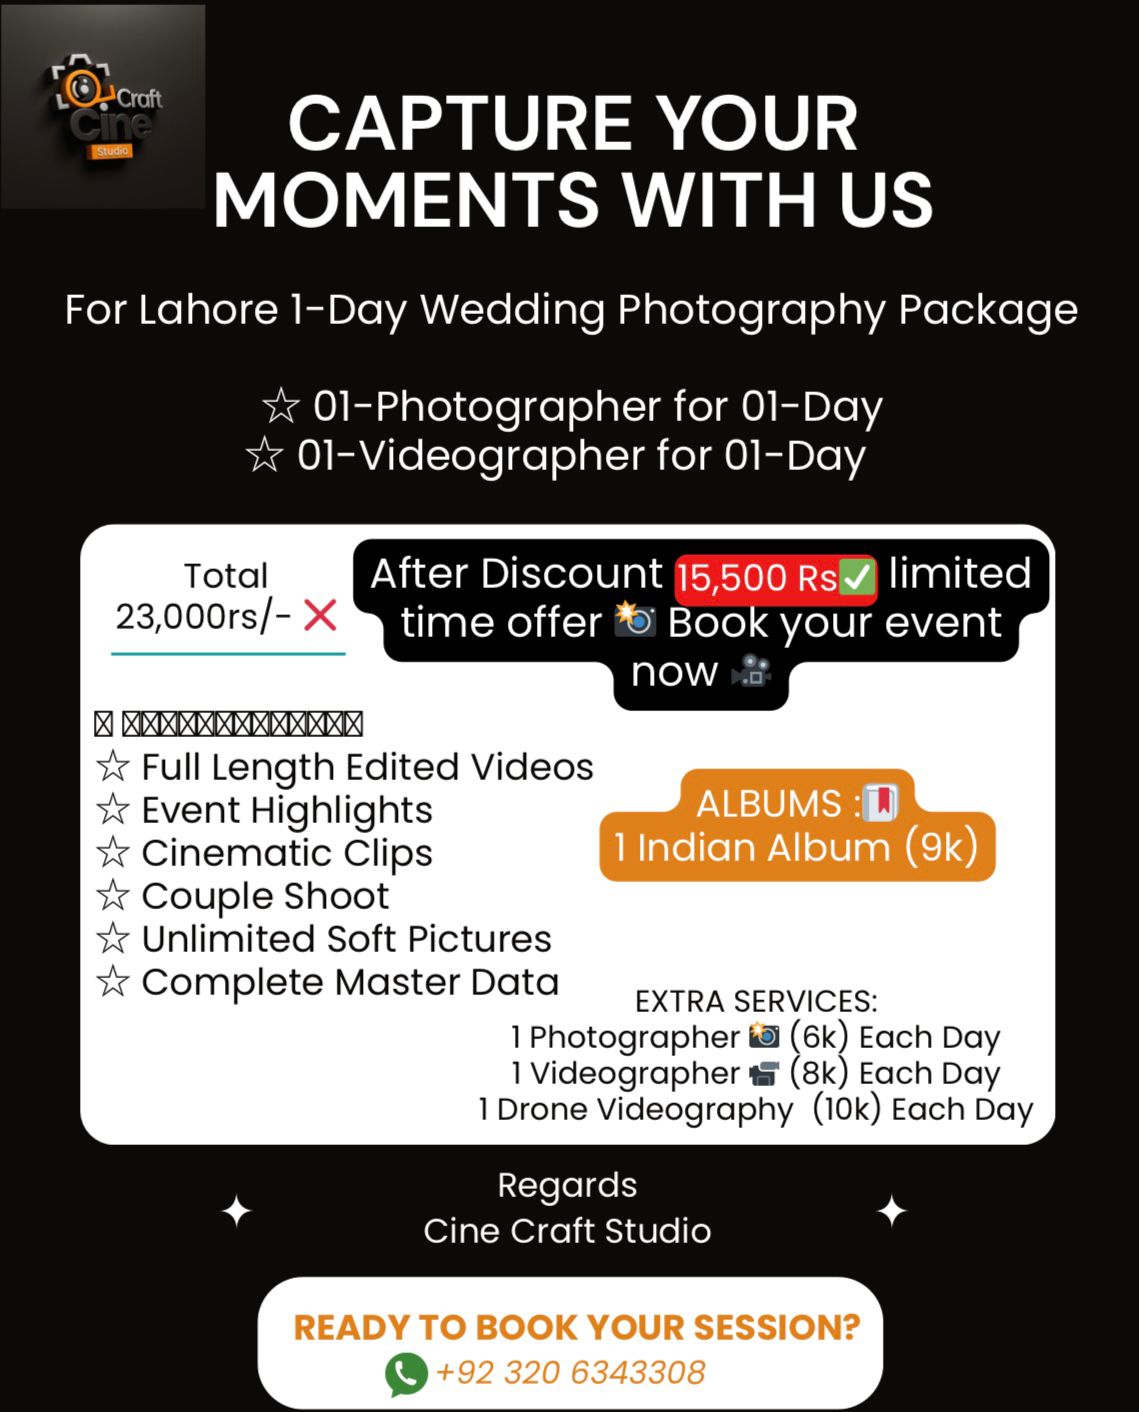 Craft
Cine
Studio
CAPTURE YOUR
MOMENTS WITH US
For Lahore 1-Day Wedding Photography Package
☆ 01-Photographer for 01-Day
☆ 01-Videographer for 01-Day
Total
23,000rs/- ❌
After Discount 15,500 Rs✅ limited
time offer 📸 Book your event
now 🎥
☆ Full Length Edited Videos
☆ Event Highlights
☆ Cinematic Clips
☆ Couple Shoot
☆ Unlimited Soft Pictures
☆ Complete Master Data
ALBUMS :🔖
1 Indian Album (9k)
EXTRA SERVICES:
1 Photographer 📸 (6k) Each Day
1 Videographer 📹 (8k) Each Day
1 Drone Videography (10k) Each Day
Regards
Cine Craft Studio
READY TO BOOK YOUR SESSION?
+92 320 6343308